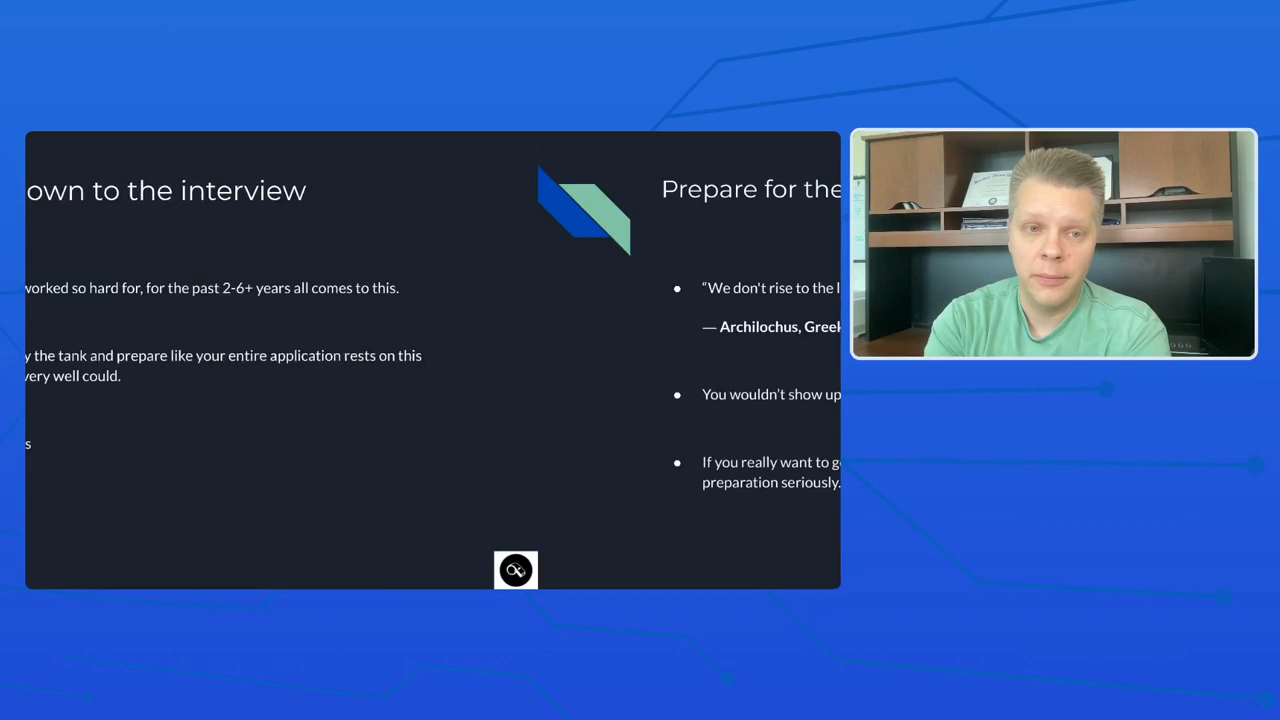 own to the interview
worked so hard for, for the past 2-6+ years all comes to this.
y the tank and prepare like your entire application rests on this
very well could.
s
Prepare for the
● “We don't rise to the l
— Archilochus, Greek
● You wouldn’t show up
● If you really want to g
preparation seriously.